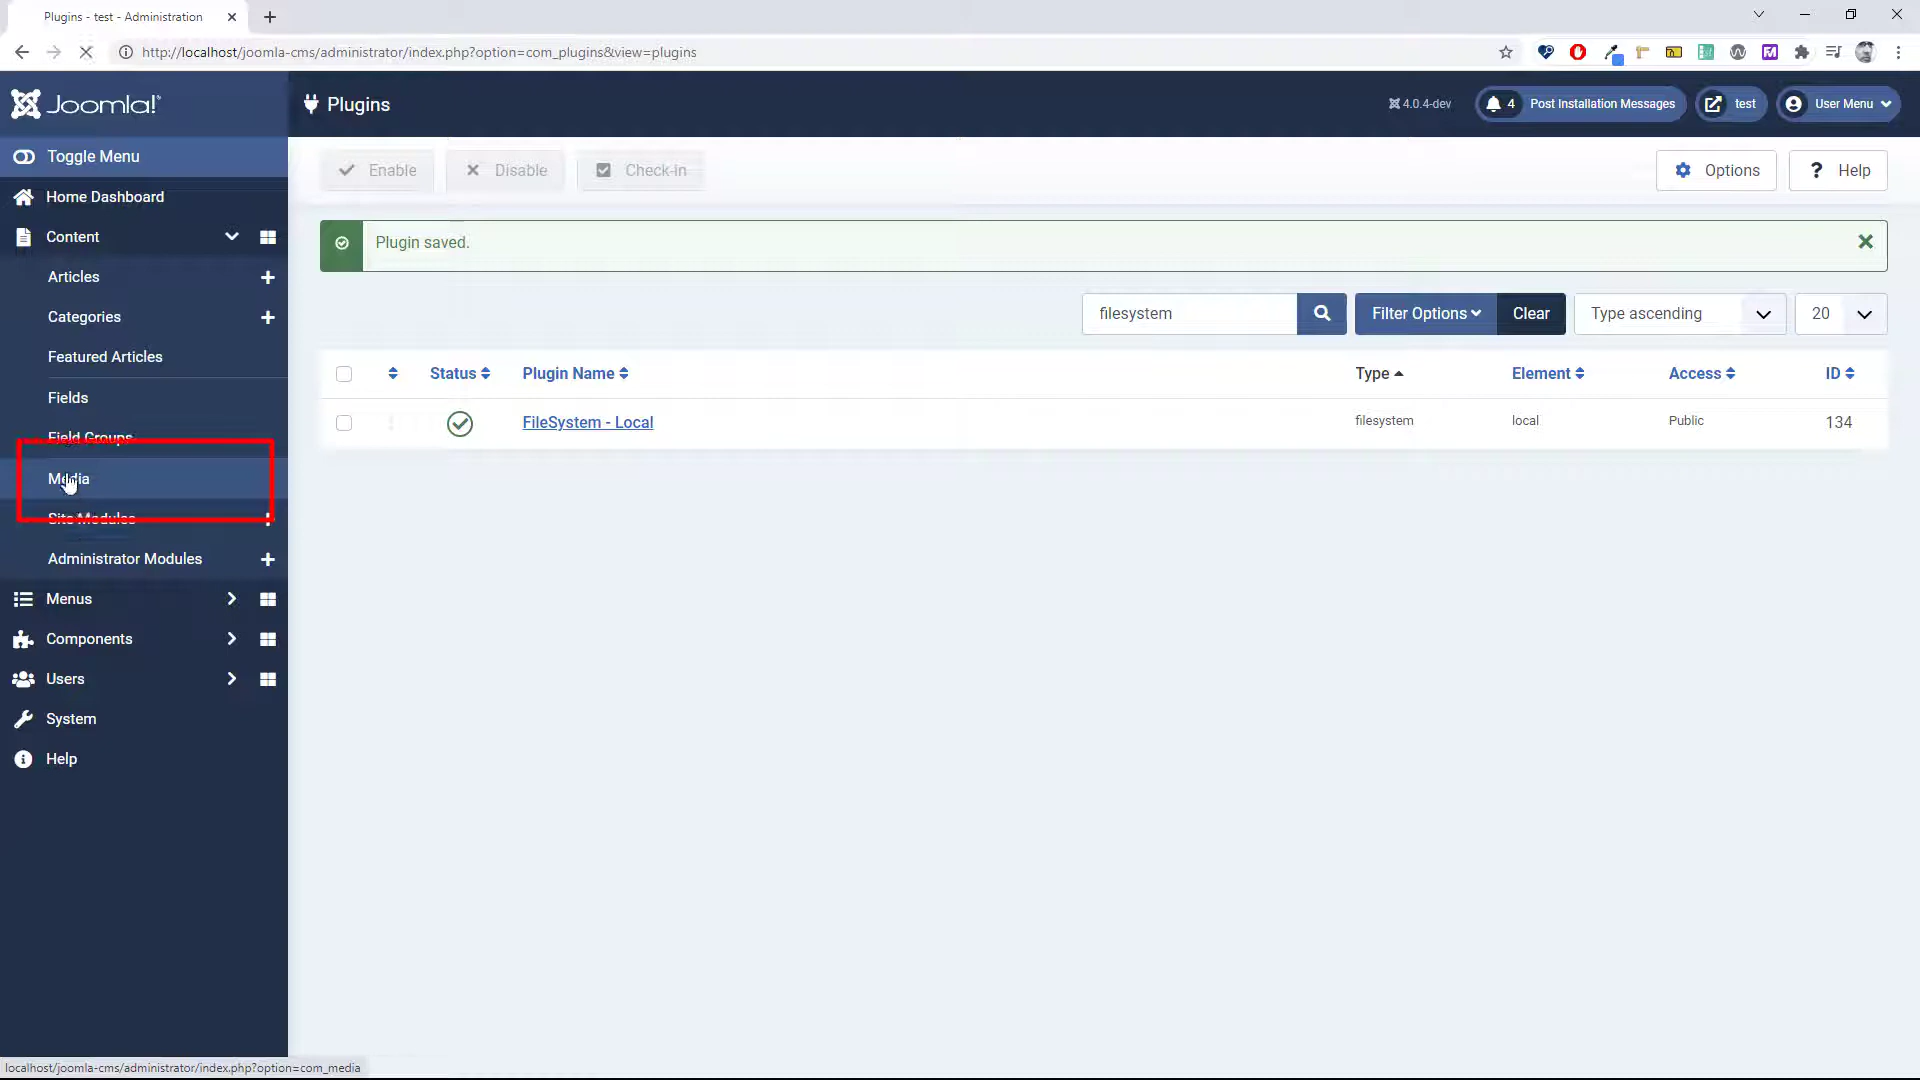 Plugins - test - Administration
http://localhost/joomla-cms/administrator/index.php?option=com_plugins&view=plugins
Joomla!
Plugins
4.0.4-dev
4 Post Installation Messages
test
User Menu
Toggle Menu
Home Dashboard
Content
Articles
Categories
Featured Articles
Fields
Field Groups
Media
Site Modules
Administrator Modules
Menus
Components
Users
System
Help
Enable
Disable
Check-in
Options
? Help
Plugin saved.
filesystem
Filter Options
Clear
Type ascending
20
Status Plugin Name Type Element Access ID
FileSystem - Local filesystem local Public 134
localhost/joomla-cms/administrator/index.php?option=com_media